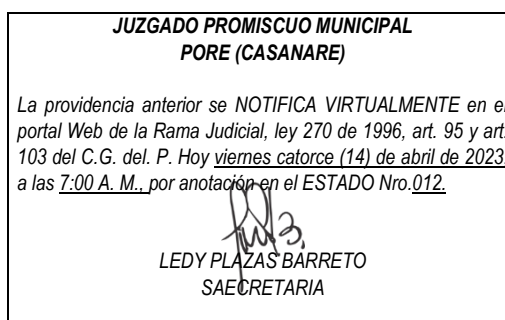 JUZGADO PROMISCUO MUNICIPAL
PORE (CASANARE)
La providencia anterior se NOTIFICA VIRTUALMENTE en el
portal Web de la Rama Judicial, ley 270 de 1996, art. 95 y art.
103 del C.G. del. P. Hoy viernes catorce (14) de abril de 2023.
a las 7:00 A. M., por anotación en el ESTADO Nro.012.
LEDY PLAZAS BARRETO
SAECRETARIA